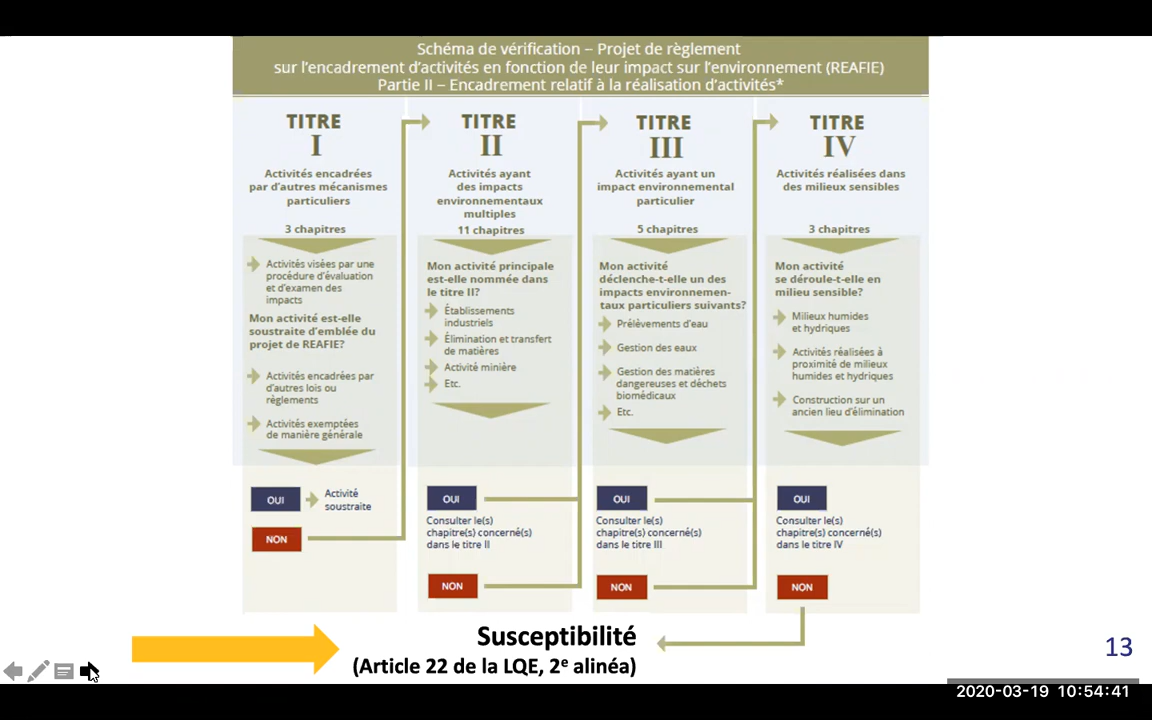 Schéma de vérification – Projet de règlement
sur l'encadrement d'activités en fonction de leur impact sur l'environnement (REAFIE)
Partie II – Encadrement relatif à la réalisation d'activités*
TITRE
I
Activités encadrées
par d'autres mécanismes
particuliers
3 chapitres
Activités visées par une
procédure d'évaluation
et d'examen des
impacts
Mon activité est-elle
soustraite d'emblée du
projet de REAFIE?
Activités encadrées par
d'autres lois ou
règlements
Activités exemptées
de manière générale
OUI
Activité
soustraite
NON
TITRE
II
Activités ayant
des impacts
environnementaux
multiples
11 chapitres
Mon activité principale
est-elle nommée dans
le titre II?
Établissements
industriels
Élimination et transfert
de matières
Activité minière
Etc.
OUI
Consulter le(s)
chapitre(s) concerné(s)
dans le titre II
NON
TITRE
III
Activités ayant un
impact environnemental
particulier
5 chapitres
Mon activité
déclenche-t-elle un des
impacts environnemen-
taux particuliers suivants?
Prélèvements d'eau
Gestion des eaux
Gestion des matières
dangereuses et déchets
biomédicaux
Etc.
OUI
Consulter le(s)
chapitre(s) concerné(s)
dans le titre III
NON
TITRE
IV
Activités réalisées dans
des milieux sensibles
3 chapitres
Mon activité
se déroule-t-elle en
milieu sensible?
Milieux humides
et hydriques
Activités réalisées à
proximité de milieux
humides et hydriques
Construction sur un
ancien lieu d'élimination
OUI
Consulter le(s)
chapitre(s) concerné(s)
dans le titre IV
NON
Susceptibilité
(Article 22 de la LQE, 2e alinéa)
13
2020-03-19 10:54:41